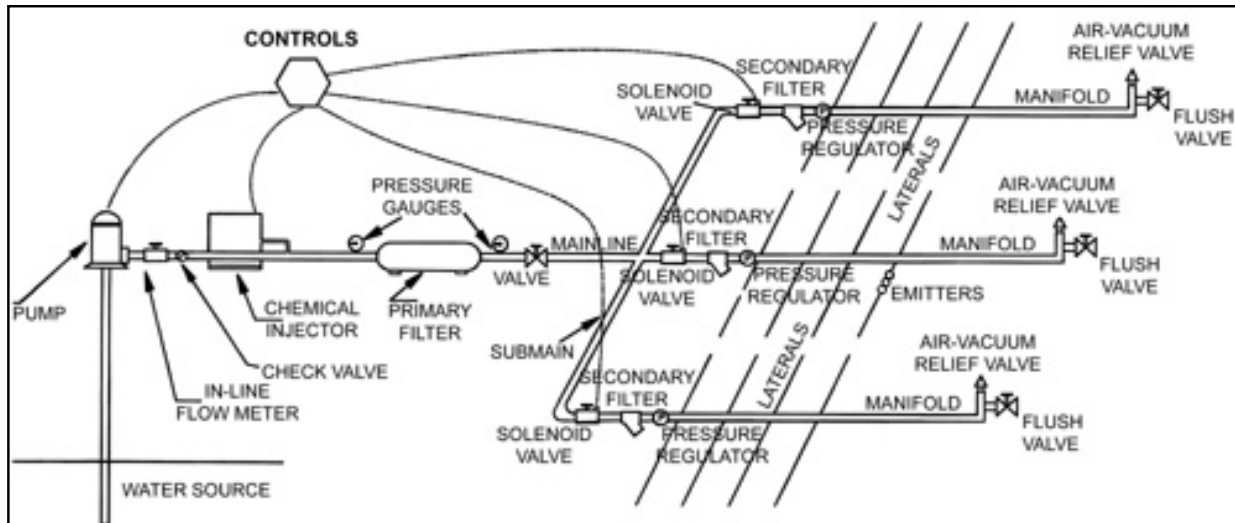 CONTROLS
AIR-VACUUM
RELIEF VALVE
SECONDARY
FILTER
SOLENOID
VALVE
MANIFOLD
FLUSH
VALVE
PRESSURE
REGULATOR
LATERALS
PRESSURE
GAUGES
AIR-VACUUM
RELIEF VALVE
SECONDARY
FILTER
MAINLINE
MANIFOLD
VALVE
SOLENOID
VALVE
PRESSURE
REGULATOR
FLUSH
VALVE
EMITTERS
PUMP
CHEMICAL
INJECTOR
PRIMARY
FILTER
SUBMAIN
CHECK VALVE
IN-LINE
FLOW METER
AIR-VACUUM
RELIEF VALVE
SECONDARY
FILTER
LATERALS
MANIFOLD
SOLENOID
VALVE
PRESSURE
REGULATOR
FLUSH
VALVE
WATER SOURCE